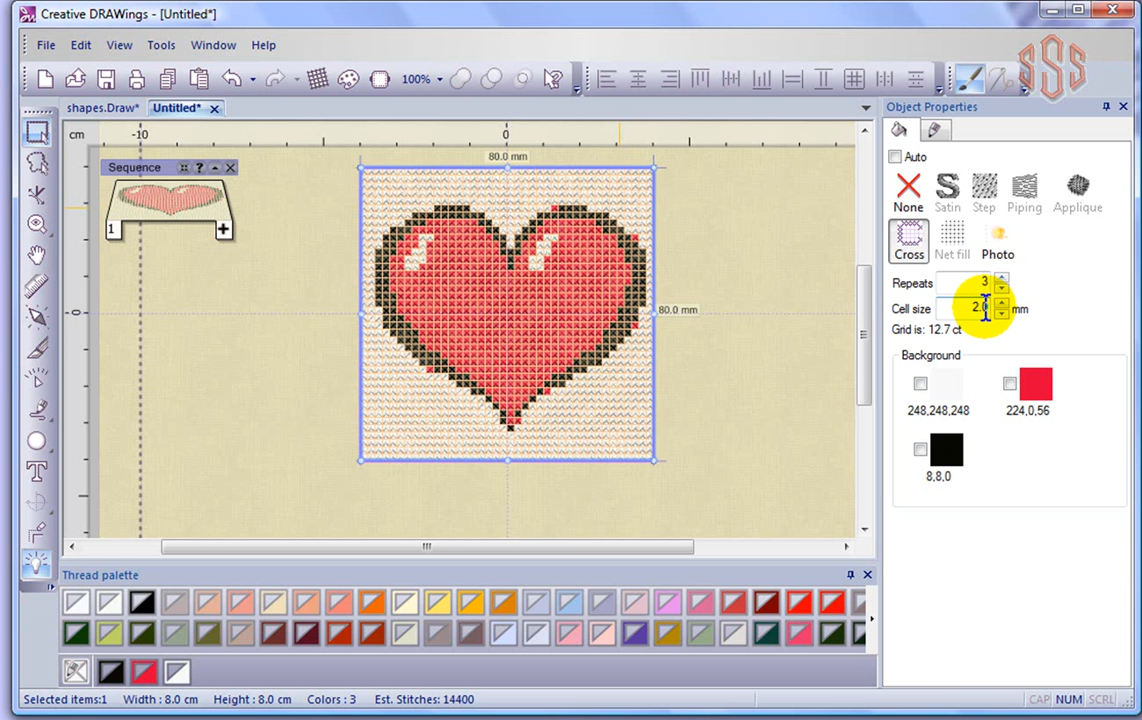 Creative DRAWings - [Untitled*]
File Edit View Tools Window Help
SSS
100%
shapes.Draw* Untitled*
Object Properties
cm -10 0
80.0 mm
Sequence
1
Auto
None Satin Step Piping Applique
Cross Net fill Photo
Repeats 3
Cell size 2.0 mm
Grid is: 12.7 ct
80.0 mm
0
Background
248,248,248 224,0,56
8,8,0
Thread palette
Selected items:1 Width : 8.0 cm Height : 8.0 cm Colors : 3 Est. Stitches: 14400 CAP NUM SCRL